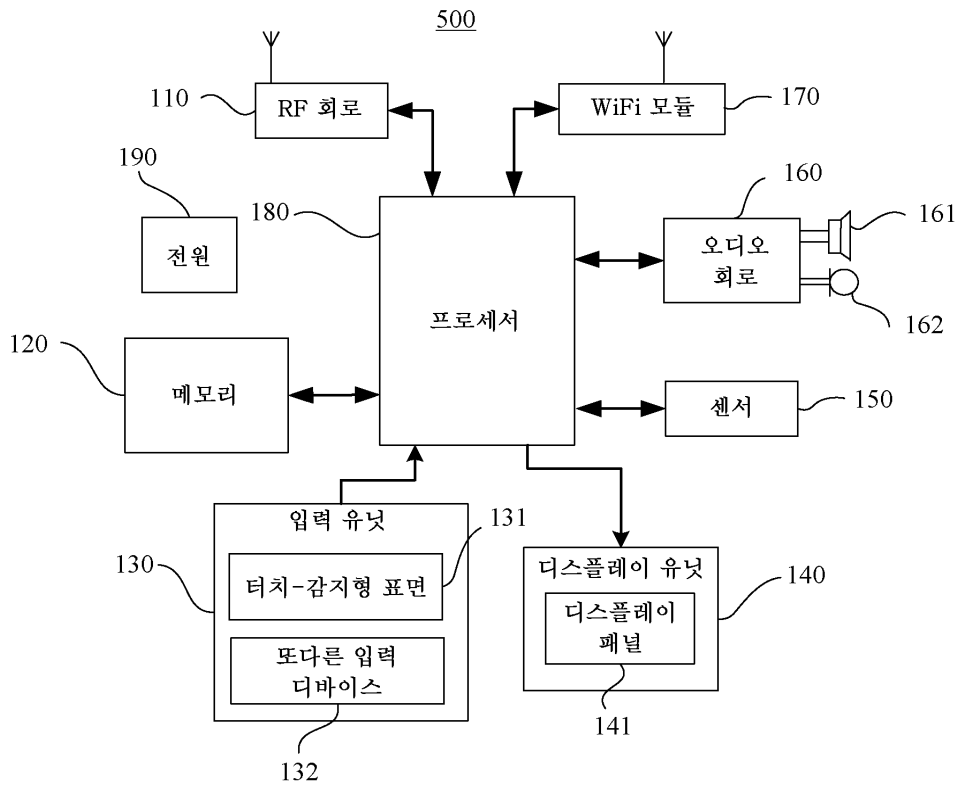 500
110
RF 회로
WiFi 모듈
170
190
전원
180
프로세서
160
오디오
회로
161
162
120
메모리
센서
150
입력 유닛
131
130
터치-감지형 표면
또다른 입력
디바이스
132
디스플레이 유닛
140
디스플레이
패널
141